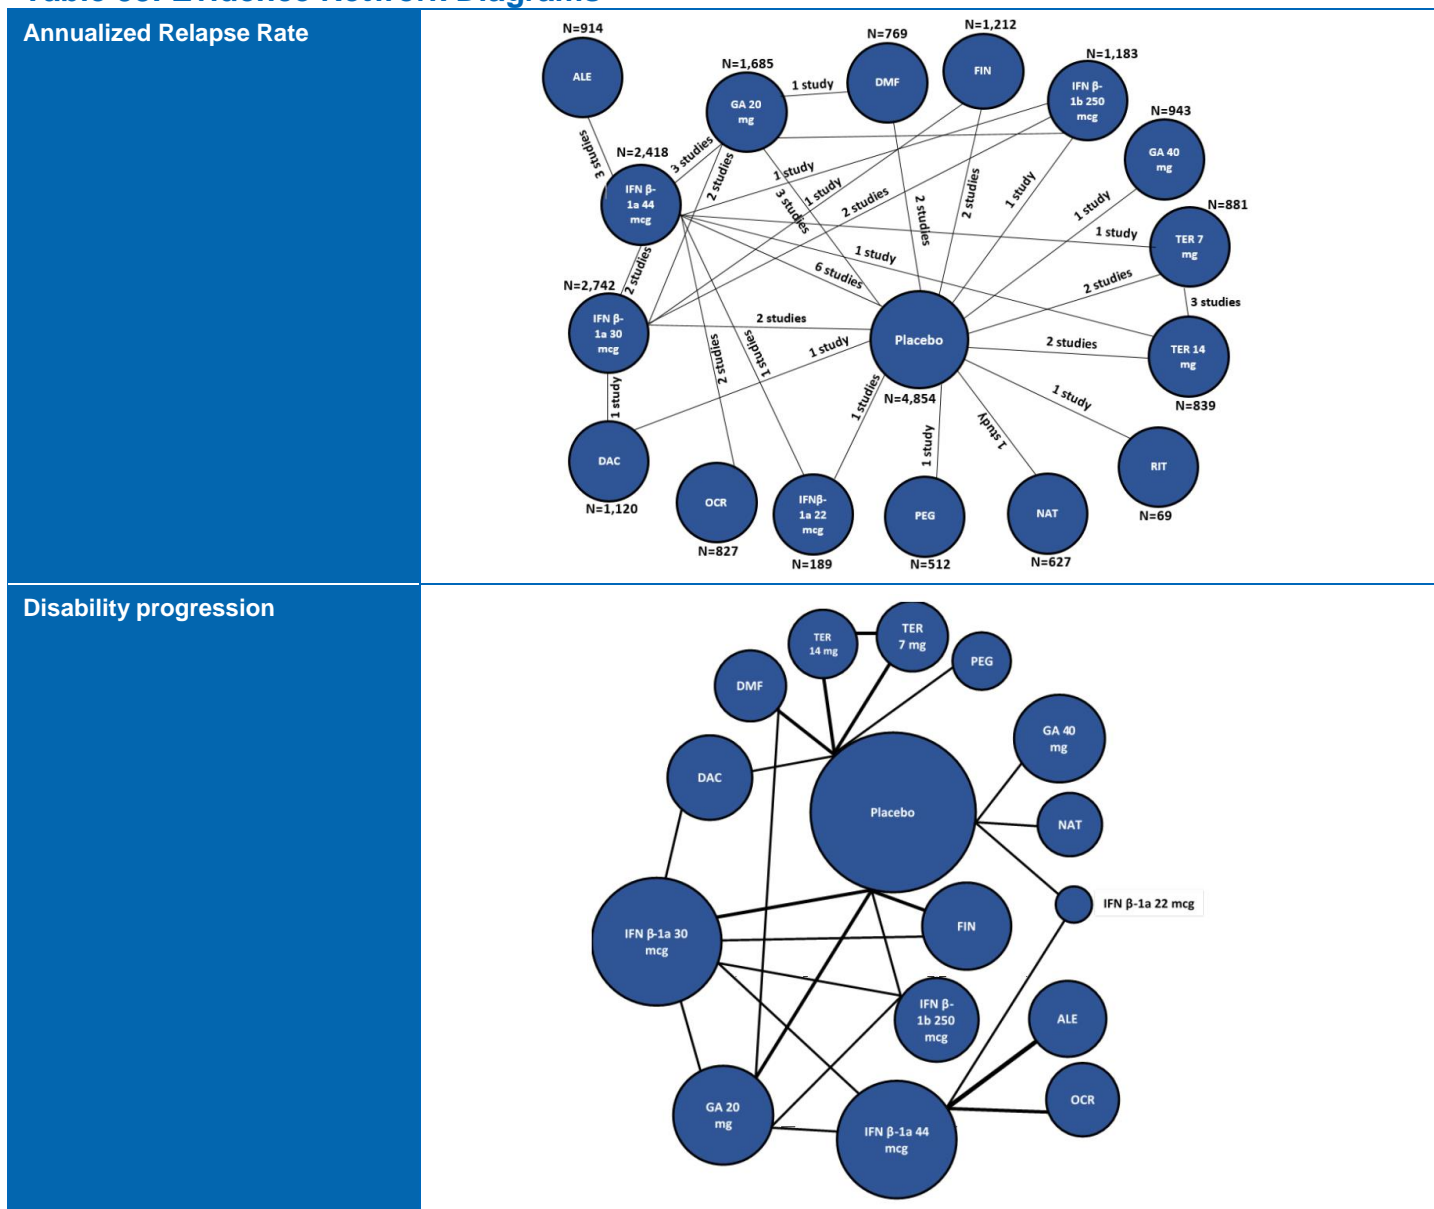 Table 33: Evidence Network Diagrams
Annualized Relapse Rate
N=914
ALE
N=1,685
GA 20
mg
1 study
N=769
DMF
N=1,212
FIN
N=1,183
IFN β-
1b 250
mcg
N=943
GA 40
mg
3 studies
N=2,418
IFN β-
1a 44
mcg
3 studies
2 studies
1 study
3 studies
1 study
2 studies
2 studies
2 studies
1 study
1 study
N=881
TER 7
mg
1 study
1 study
6 studies
2 studies
3 studies
2 studies
N=2,742
IFN β-
1a 30
mcg
2 studies
1 study
Placebo
N=4,854
2 studies
TER 14
mg
N=839
2 studies
1 studies
1 studies
1 study
1 study
1 study
1 study
DAC
N=1,120
OCR
N=827
IFNβ-
1a 22
mcg
N=189
PEG
N=512
NAT
N=627
RIT
N=69
Disability progression
TER
14 mg
TER
7 mg
PEG
DMF
GA 40
mg
DAC
Placebo
NAT
IFN β-1a 22 mcg
IFN β-1a 30
mcg
FIN
IFN β-
1b 250
mcg
ALE
GA 20
mg
IFN β-1a 44
mcg
OCR